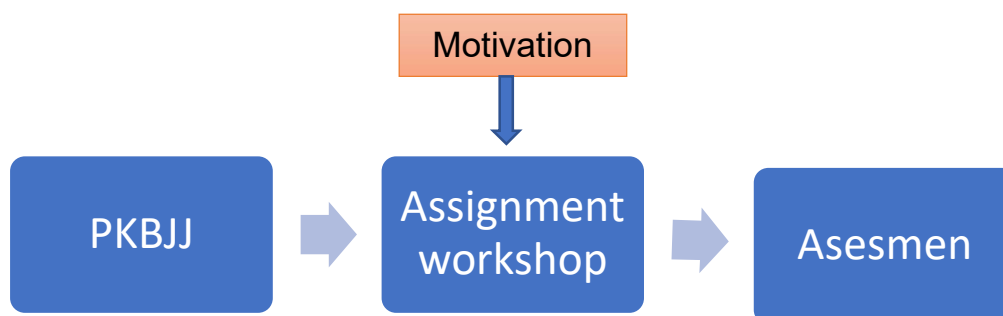 Motivation
PKBJJ
Assignment
workshop
Asesmen